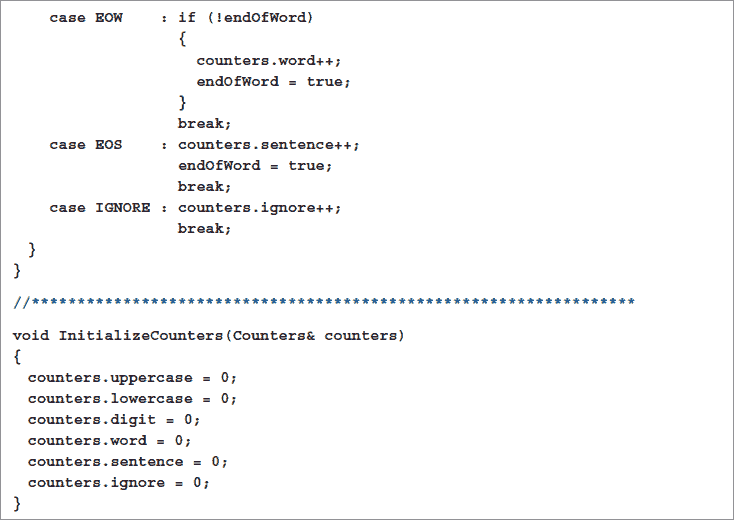 case EOW    : if (!endOfWord)
                  {
                    counters.word++;
                    endOfWord = true;
                  }
                  break;
    case EOS    : counters.sentence++;
                  endOfWord = true;
                  break;
    case IGNORE : counters.ignore++;
                  break;
  }
}
//******************************************************************
void InitializeCounters(Counters& counters)
{
  counters.uppercase = 0;
  counters.lowercase = 0;
  counters.digit = 0;
  counters.word = 0;
  counters.sentence = 0;
  counters.ignore = 0;
}